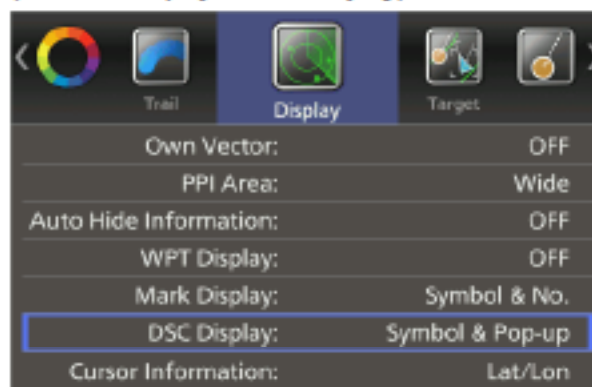 Trail
Display
Target
Own Vector: OFF
PPI Area: Wide
Auto Hide Information: OFF
WPT Display: OFF
Mark Display: Symbol & No.
DSC Display: Symbol & Pop-up
Cursor Information: Lat/Lon